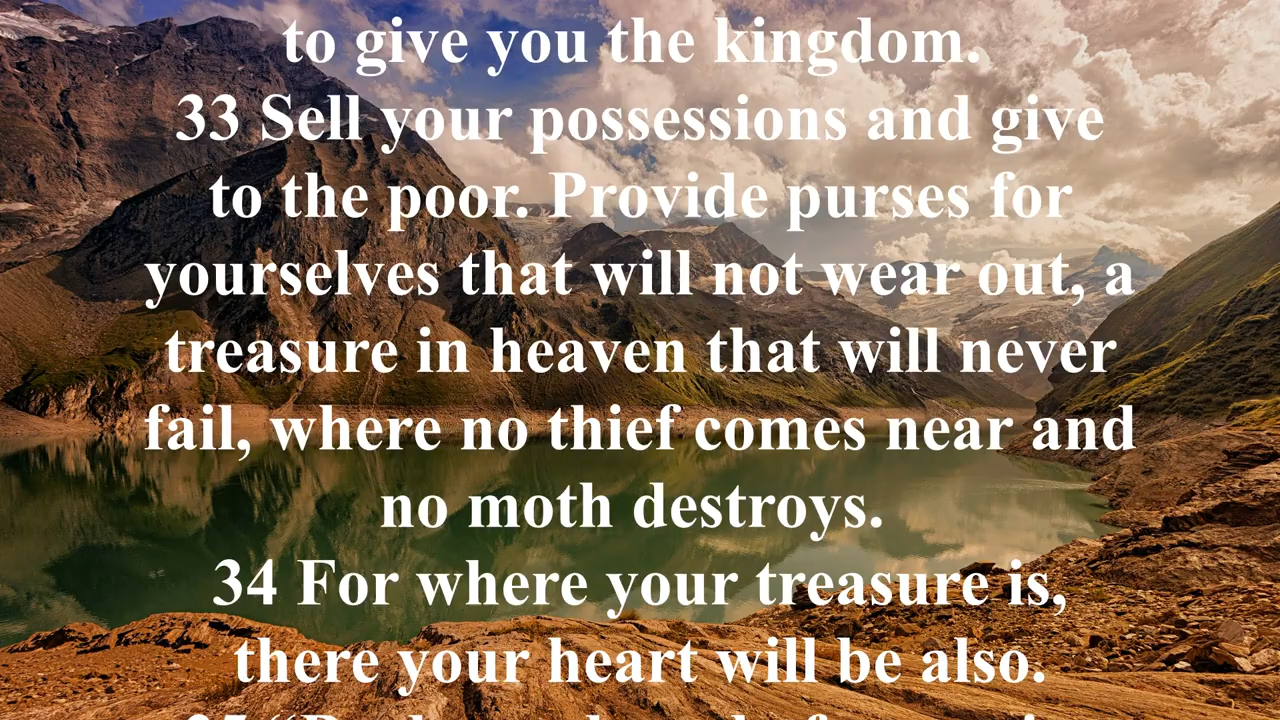 to give you the kingdom.
33 Sell your possessions and give
to the poor. Provide purses for
yourselves that will not wear out, a
treasure in heaven that will never
fail, where no thief comes near and
no moth destroys.
34 For where your treasure is,
there your heart will be also.